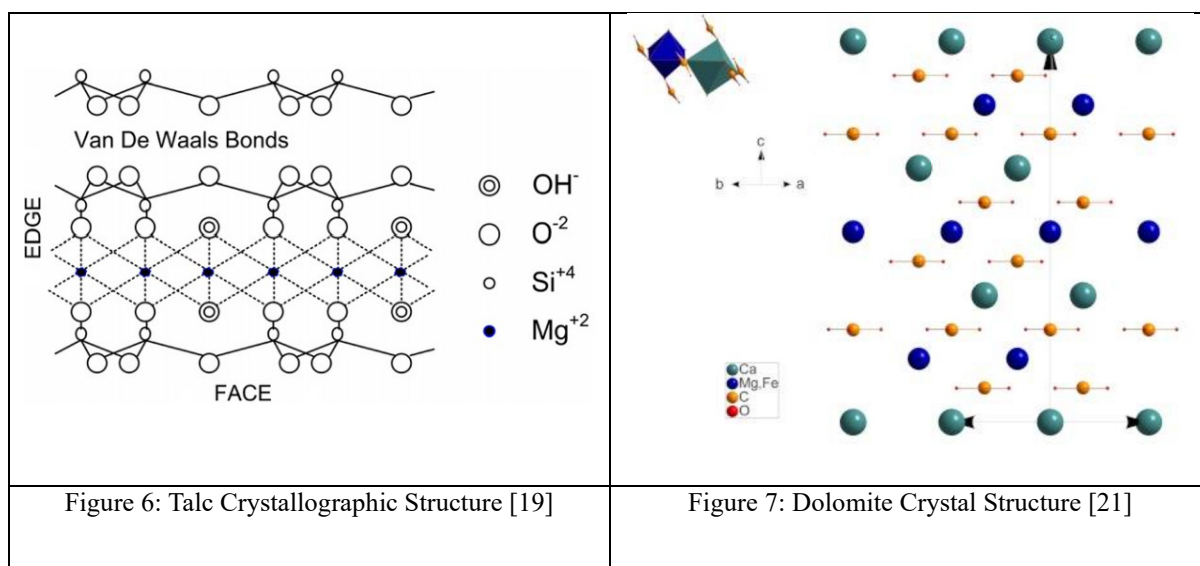 Van De Waals Bonds
EDGE
OH-
O-2
Si+4
Mg+2
FACE
Figure 6: Talc Crystallographic Structure [19]
c
b a
Ca
Mg,Fe
C
O
Figure 7: Dolomite Crystal Structure [21]